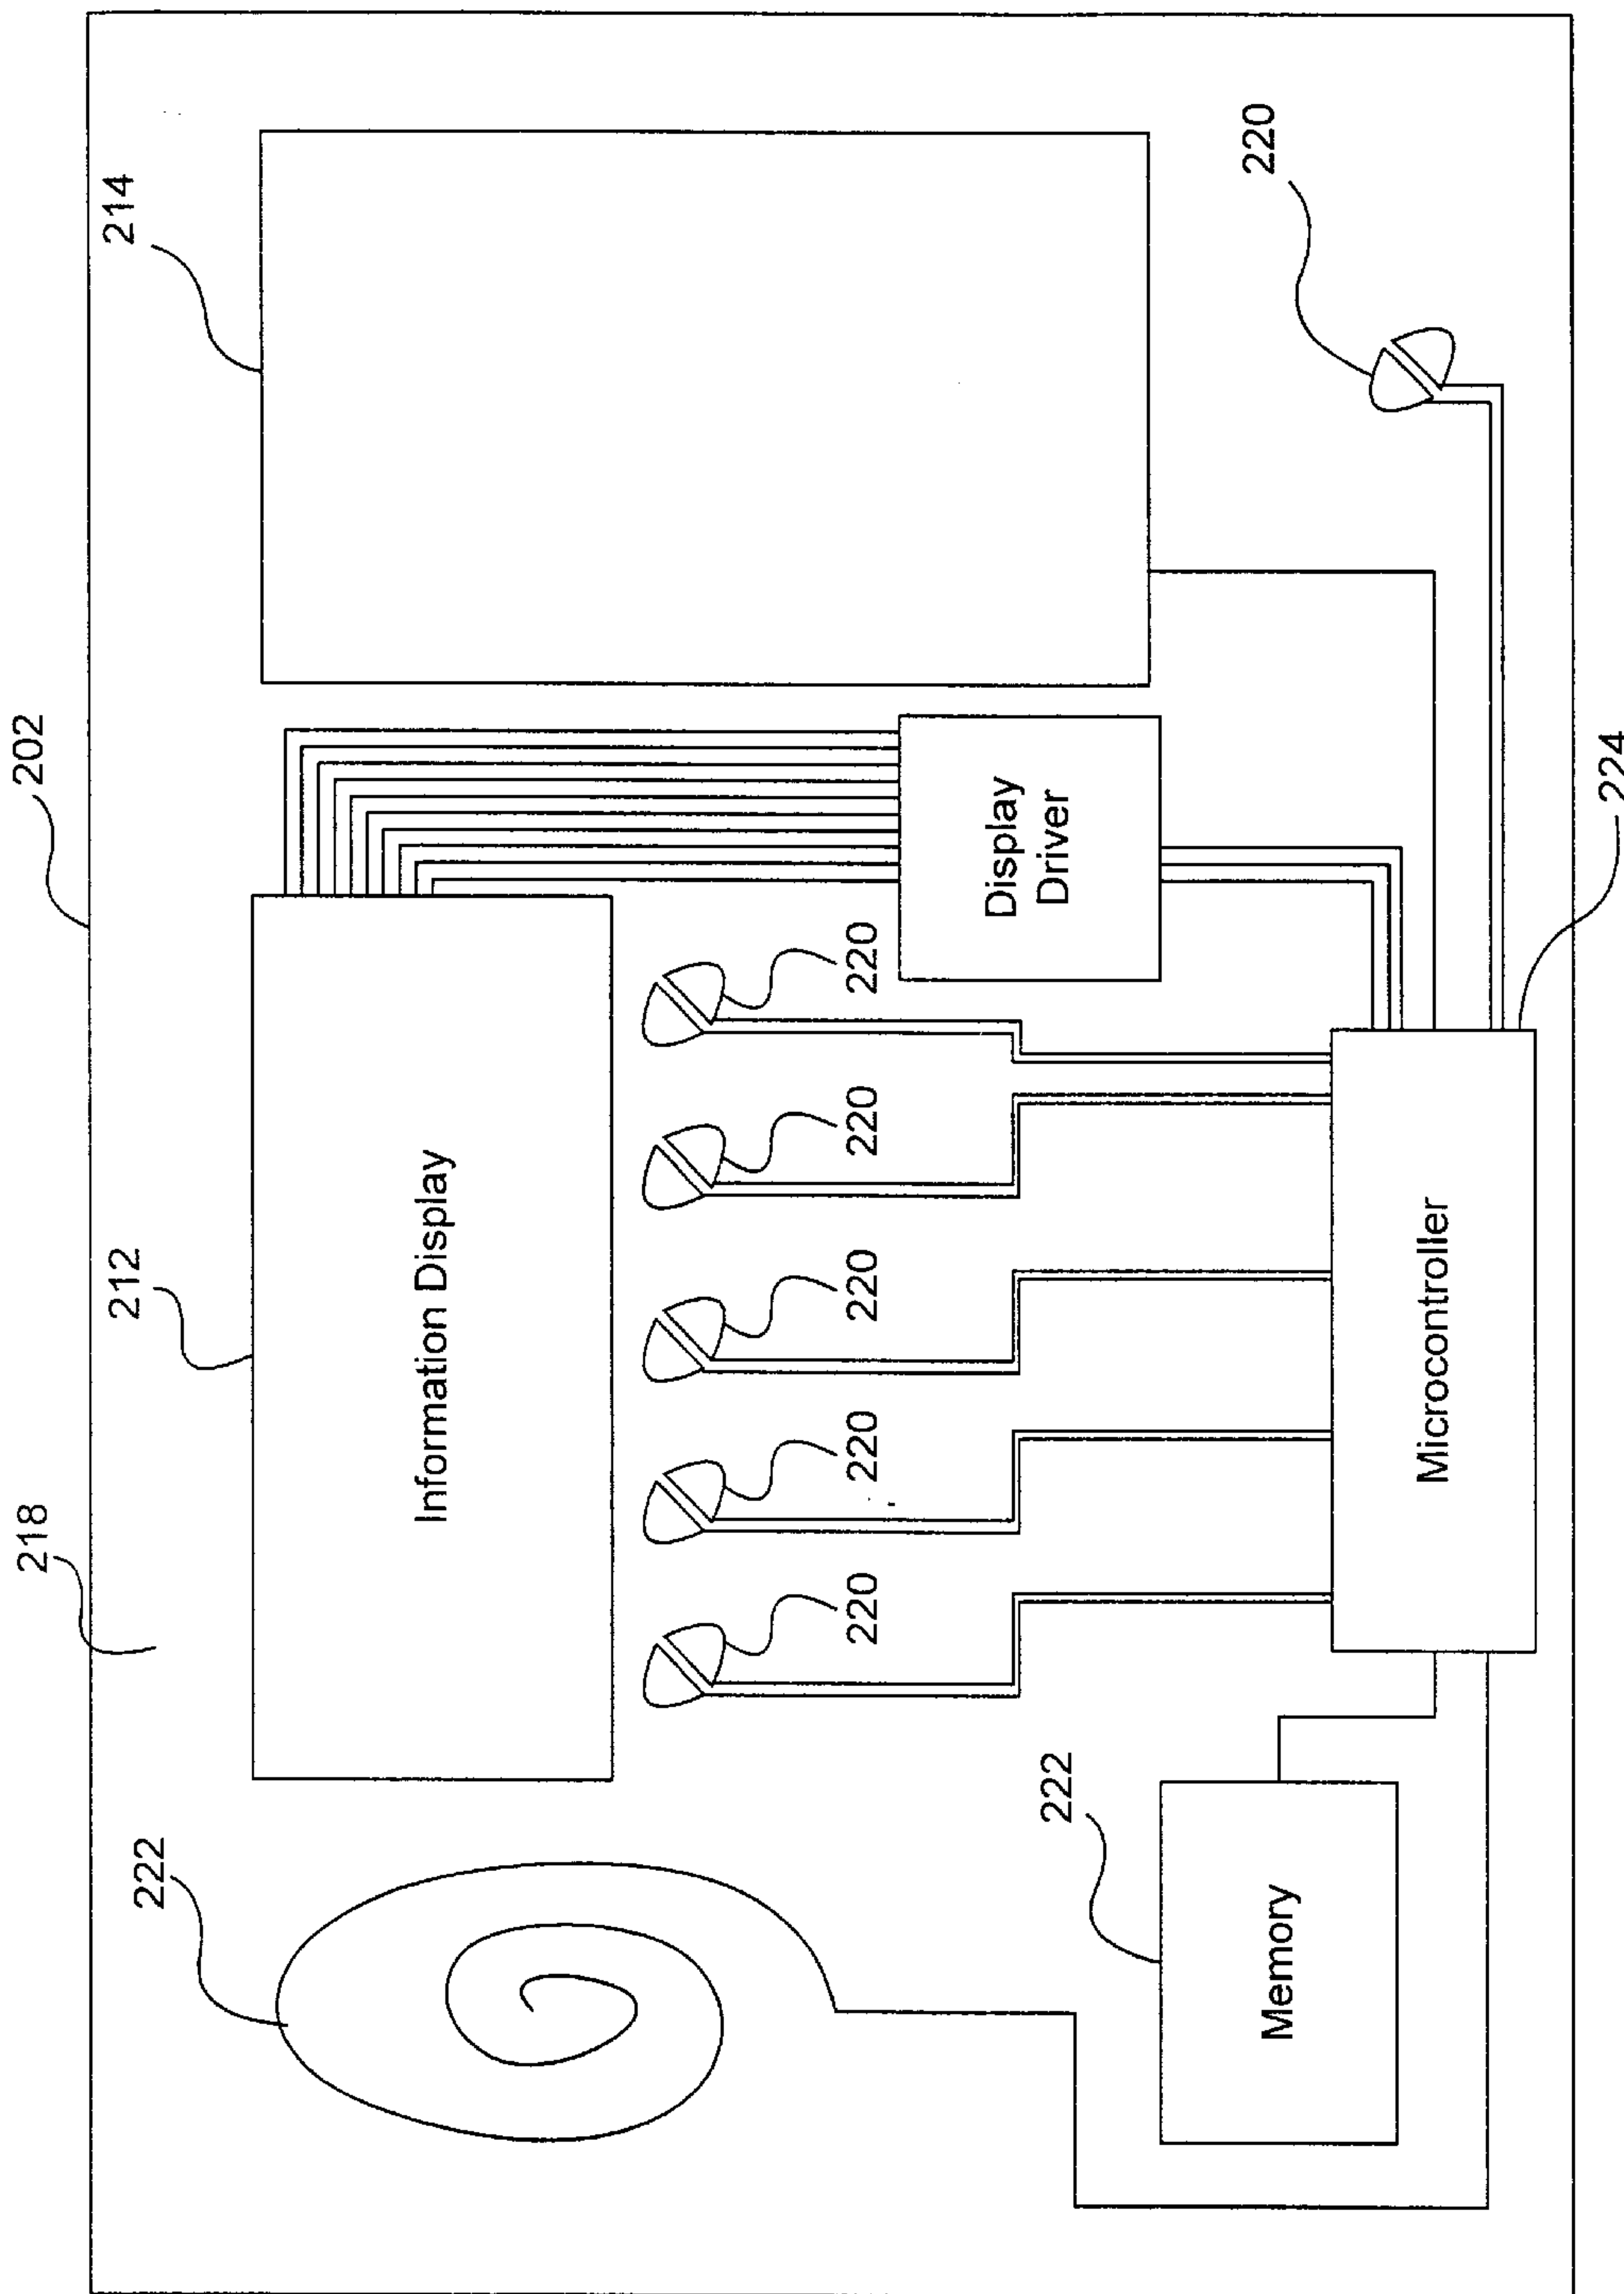 202
218
212
214
222
Information Display
220
220
220
220
220
Display
Driver
220
222
Memory
Microcontroller
224